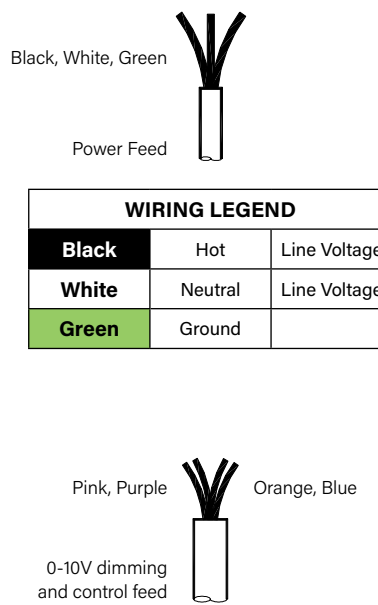 Black, White, Green
Power Feed
WIRING LEGEND
Black Hot Line Voltage
White Neutral Line Voltage
Green Ground
Pink, Purple Orange, Blue
0-10V dimming
and control feed